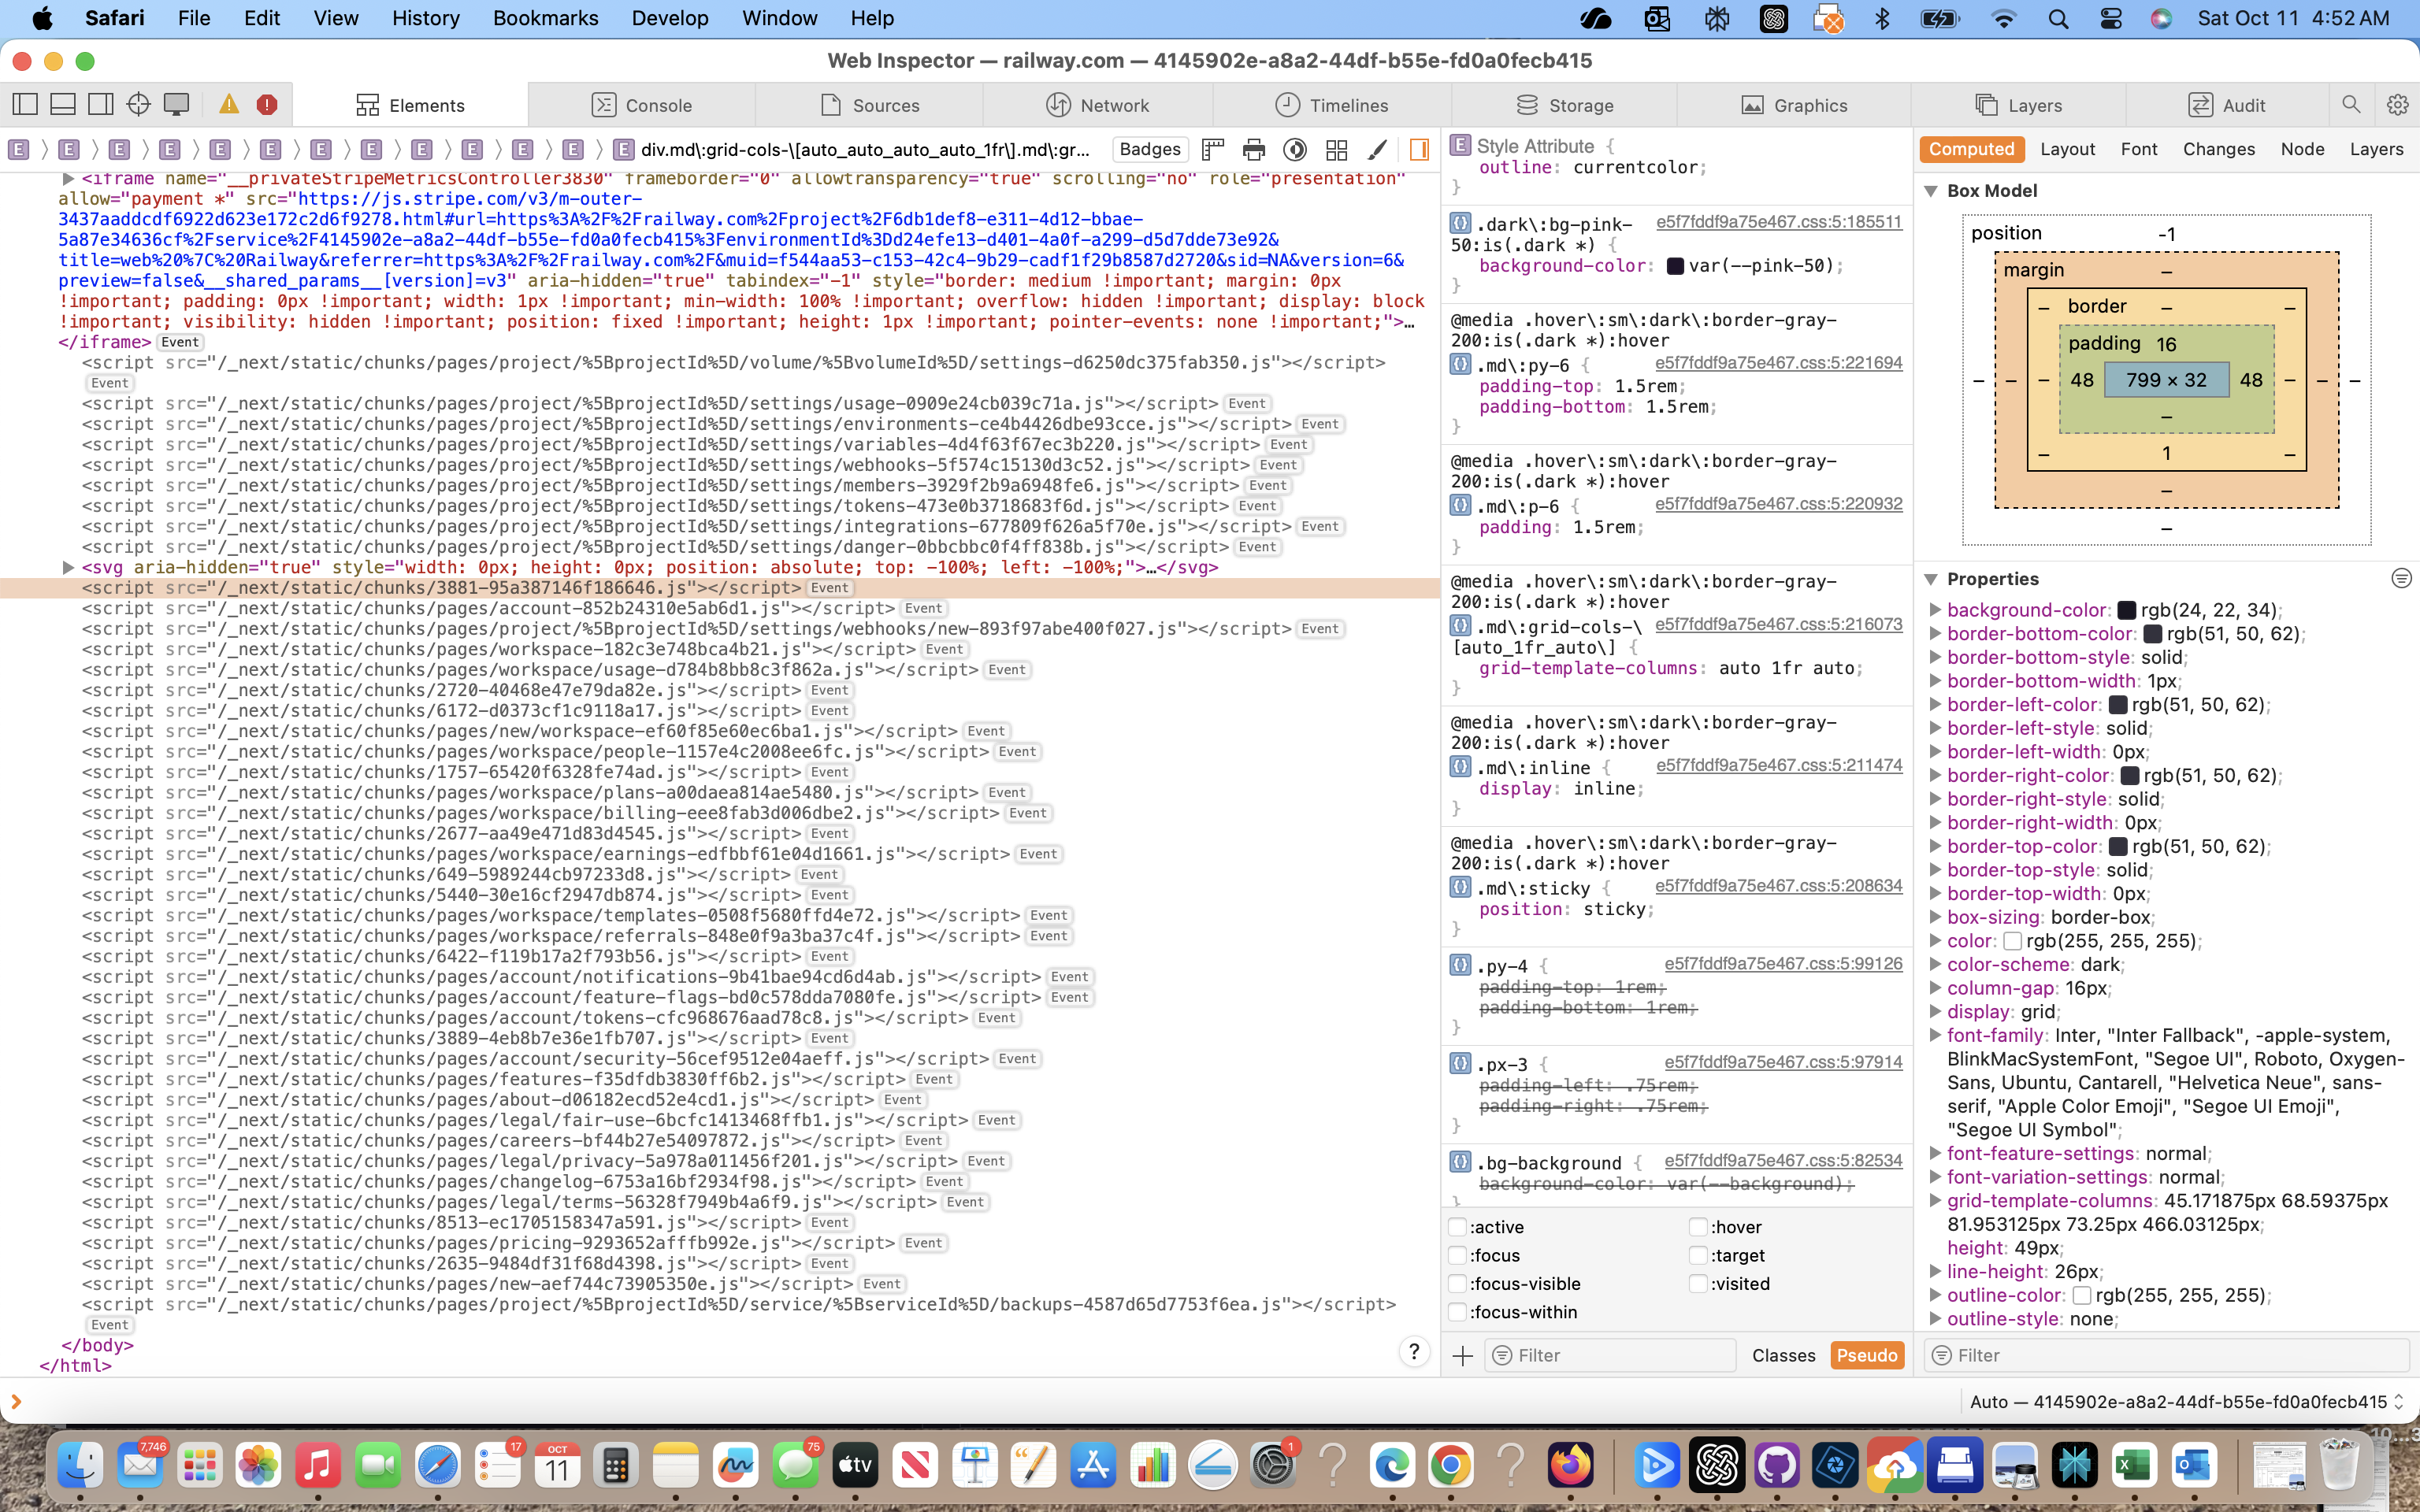 Safari File Edit View History Bookmarks Develop Window Help Sat Oct 11 4:52 AM
Web Inspector — railway.com — 4145902e-a8a2-44df-b55e-fd0a0fecb415
Elements Console Sources Network Timelines Storage Graphics Layers Audit
E E E E E E E E E E E E E div.md\:grid-cols-\[auto_auto_auto_auto_1fr\].md\:gr... Badges
<iframe name="__privateStripeMetricsController3830" frameborder="0" allowtransparency="true" scrolling="no" role="presentation"
allow="payment *" src="https://js.stripe.com/v3/m-outer-
3437aaddcdf6922d623e172c2d6f9278.html#url=https%3A%2F%2Frailway.com%2Fproject%2F6db1def8-e311-4d12-bbae-
5a87e34636cf%2Fservice%2F4145902e-a8a2-44df-b55e-fd0a0fecb415%3FenvironmentId%3Dd24efe13-d401-4a0f-a299-d5d7dde73e92&
title=web%20%7C%20Railway&referrer=https%3A%2F%2Frailway.com%2F&muid=f544aa53-c153-42c4-9b29-cadf1f29b8587d2720&sid=NA&version=6&
preview=false&__shared_params__[version]=v3" aria-hidden="true" tabindex="-1" style="border: medium !important; margin: 0px
!important; padding: 0px !important; width: 1px !important; min-width: 100% !important; overflow: hidden !important; display: block
!important; visibility: hidden !important; position: fixed !important; height: 1px !important; pointer-events: none !important;">…
</iframe> Event
<script src="/_next/static/chunks/pages/project/%5BprojectId%5D/volume/%5BvolumeId%5D/settings-d6250dc375fab350.js"></script>
Event
<script src="/_next/static/chunks/pages/project/%5BprojectId%5D/settings/usage-0909e24cb039c71a.js"></script> Event
<script src="/_next/static/chunks/pages/project/%5BprojectId%5D/settings/environments-ce4b4426dbe93cce.js"></script> Event
<script src="/_next/static/chunks/pages/project/%5BprojectId%5D/settings/variables-4d4f63f67ec3b220.js"></script> Event
<script src="/_next/static/chunks/pages/project/%5BprojectId%5D/settings/webhooks-5f574c15130d3c52.js"></script> Event
<script src="/_next/static/chunks/pages/project/%5BprojectId%5D/settings/members-3929f2b9a6948fe6.js"></script> Event
<script src="/_next/static/chunks/pages/project/%5BprojectId%5D/settings/tokens-473e0b3718683f6d.js"></script> Event
<script src="/_next/static/chunks/pages/project/%5BprojectId%5D/settings/integrations-677809f626a5f70e.js"></script> Event
<script src="/_next/static/chunks/pages/project/%5BprojectId%5D/settings/danger-0bbcbbc0f4ff838b.js"></script> Event
<svg aria-hidden="true" style="width: 0px; height: 0px; position: absolute; top: -100%; left: -100%;">…</svg>
<script src="/_next/static/chunks/3881-95a387146f186646.js"></script> Event
<script src="/_next/static/chunks/pages/account-852b24310e5ab6d1.js"></script> Event
<script src="/_next/static/chunks/pages/project/%5BprojectId%5D/settings/webhooks/new-893f97abe400f027.js"></script> Event
<script src="/_next/static/chunks/pages/workspace-182c3e748bca4b21.js"></script> Event
<script src="/_next/static/chunks/pages/workspace/usage-d784b8bb8c3f862a.js"></script> Event
<script src="/_next/static/chunks/2720-40468e47e79da82e.js"></script> Event
<script src="/_next/static/chunks/6172-d0373cf1c9118a17.js"></script> Event
<script src="/_next/static/chunks/pages/new/workspace-ef60f85e60ec6ba1.js"></script> Event
<script src="/_next/static/chunks/pages/workspace/people-1157e4c2008ee6fc.js"></script> Event
<script src="/_next/static/chunks/1757-65420f6328fe74ad.js"></script> Event
<script src="/_next/static/chunks/pages/workspace/plans-a00daea814ae5480.js"></script> Event
<script src="/_next/static/chunks/pages/workspace/billing-eee8fab3d006dbe2.js"></script> Event
<script src="/_next/static/chunks/2677-aa49e471d83d4545.js"></script> Event
<script src="/_next/static/chunks/pages/workspace/earnings-edfbbf61e04d1661.js"></script> Event
<script src="/_next/static/chunks/649-5989244cb97233d8.js"></script> Event
<script src="/_next/static/chunks/5440-30e16cf2947db874.js"></script> Event
<script src="/_next/static/chunks/pages/workspace/templates-0508f5680ffd4e72.js"></script> Event
<script src="/_next/static/chunks/pages/workspace/referrals-848e0f9a3ba37c4f.js"></script> Event
<script src="/_next/static/chunks/6422-f119b17a2f793b56.js"></script> Event
<script src="/_next/static/chunks/pages/account/notifications-9b41bae94cd6d4ab.js"></script> Event
<script src="/_next/static/chunks/pages/account/feature-flags-bd0c578dda7080fe.js"></script> Event
<script src="/_next/static/chunks/pages/account/tokens-cfc968676aad78c8.js"></script> Event
<script src="/_next/static/chunks/3889-4eb8b7e36e1fb707.js"></script> Event
<script src="/_next/static/chunks/pages/account/security-56cef9512e04aeff.js"></script> Event
<script src="/_next/static/chunks/pages/features-f35dfdb3830ff6b2.js"></script> Event
<script src="/_next/static/chunks/pages/about-d06182ecd52e4cd1.js"></script> Event
<script src="/_next/static/chunks/pages/legal/fair-use-6bcfc1413468ffb1.js"></script> Event
<script src="/_next/static/chunks/pages/careers-bf44b27e54097872.js"></script> Event
<script src="/_next/static/chunks/pages/legal/privacy-5a978a011456f201.js"></script> Event
<script src="/_next/static/chunks/pages/changelog-6753a16bf2934f98.js"></script> Event
<script src="/_next/static/chunks/pages/legal/terms-56328f7949b4a6f9.js"></script> Event
<script src="/_next/static/chunks/8513-ec1705158347a591.js"></script> Event
<script src="/_next/static/chunks/pages/pricing-9293652afffb992e.js"></script> Event
<script src="/_next/static/chunks/2635-9484df31f68d4398.js"></script> Event
<script src="/_next/static/chunks/pages/new-aef744c73905350e.js"></script> Event
<script src="/_next/static/chunks/pages/project/%5BprojectId%5D/service/%5BserviceId%5D/backups-4587d65d7753f6ea.js"></script>
Event
</body>
</html>
?
E Style Attribute {
outline: currentcolor;
}
.dark\:bg-pink- e5f7fddf9a75e467.css:5:185511
50:is(.dark *) {
background-color: var(--pink-50);
}
@media .hover\:sm\:dark\:border-gray-
200:is(.dark *):hover
.md\:py-6 { e5f7fddf9a75e467.css:5:221694
padding-top: 1.5rem;
padding-bottom: 1.5rem;
}
@media .hover\:sm\:dark\:border-gray-
200:is(.dark *):hover
.md\:p-6 { e5f7fddf9a75e467.css:5:220932
padding: 1.5rem;
}
@media .hover\:sm\:dark\:border-gray-
200:is(.dark *):hover
.md\:grid-cols-\ e5f7fddf9a75e467.css:5:216073
[auto_1fr_auto\] {
grid-template-columns: auto 1fr auto;
}
@media .hover\:sm\:dark\:border-gray-
200:is(.dark *):hover
.md\:inline { e5f7fddf9a75e467.css:5:211474
display: inline;
}
@media .hover\:sm\:dark\:border-gray-
200:is(.dark *):hover
.md\:sticky { e5f7fddf9a75e467.css:5:208634
position: sticky;
}
.py-4 { e5f7fddf9a75e467.css:5:99126
padding-top: 1rem;
padding-bottom: 1rem;
}
.px-3 { e5f7fddf9a75e467.css:5:97914
padding-left: .75rem;
padding-right: .75rem;
}
.bg-background { e5f7fddf9a75e467.css:5:82534
background-color: var(--background);
}
:active :hover
:focus :target
:focus-visible :visited
:focus-within
Filter Classes Pseudo
Computed Layout Font Changes Node Layers
Box Model
position -1
margin –
– border – –
padding 16
– – – 48 799 × 32 48 – – –
–
– 1 –
–
–
Properties
background-color: rgb(24, 22, 34);
border-bottom-color: rgb(51, 50, 62);
border-bottom-style: solid;
border-bottom-width: 1px;
border-left-color: rgb(51, 50, 62);
border-left-style: solid;
border-left-width: 0px;
border-right-color: rgb(51, 50, 62);
border-right-style: solid;
border-right-width: 0px;
border-top-color: rgb(51, 50, 62);
border-top-style: solid;
border-top-width: 0px;
box-sizing: border-box;
color: rgb(255, 255, 255);
color-scheme: dark;
column-gap: 16px;
display: grid;
font-family: Inter, "Inter Fallback", -apple-system,
BlinkMacSystemFont, "Segoe UI", Roboto, Oxygen-
Sans, Ubuntu, Cantarell, "Helvetica Neue", sans-
serif, "Apple Color Emoji", "Segoe UI Emoji",
"Segoe UI Symbol";
font-feature-settings: normal;
font-variation-settings: normal;
grid-template-columns: 45.171875px 68.59375px
81.953125px 73.25px 466.03125px;
height: 49px;
line-height: 26px;
outline-color: rgb(255, 255, 255);
outline-style: none;
Filter
Auto — 4145902e-a8a2-44df-b55e-fd0a0fecb415
7,746 17 OCT 11 75 tv 1